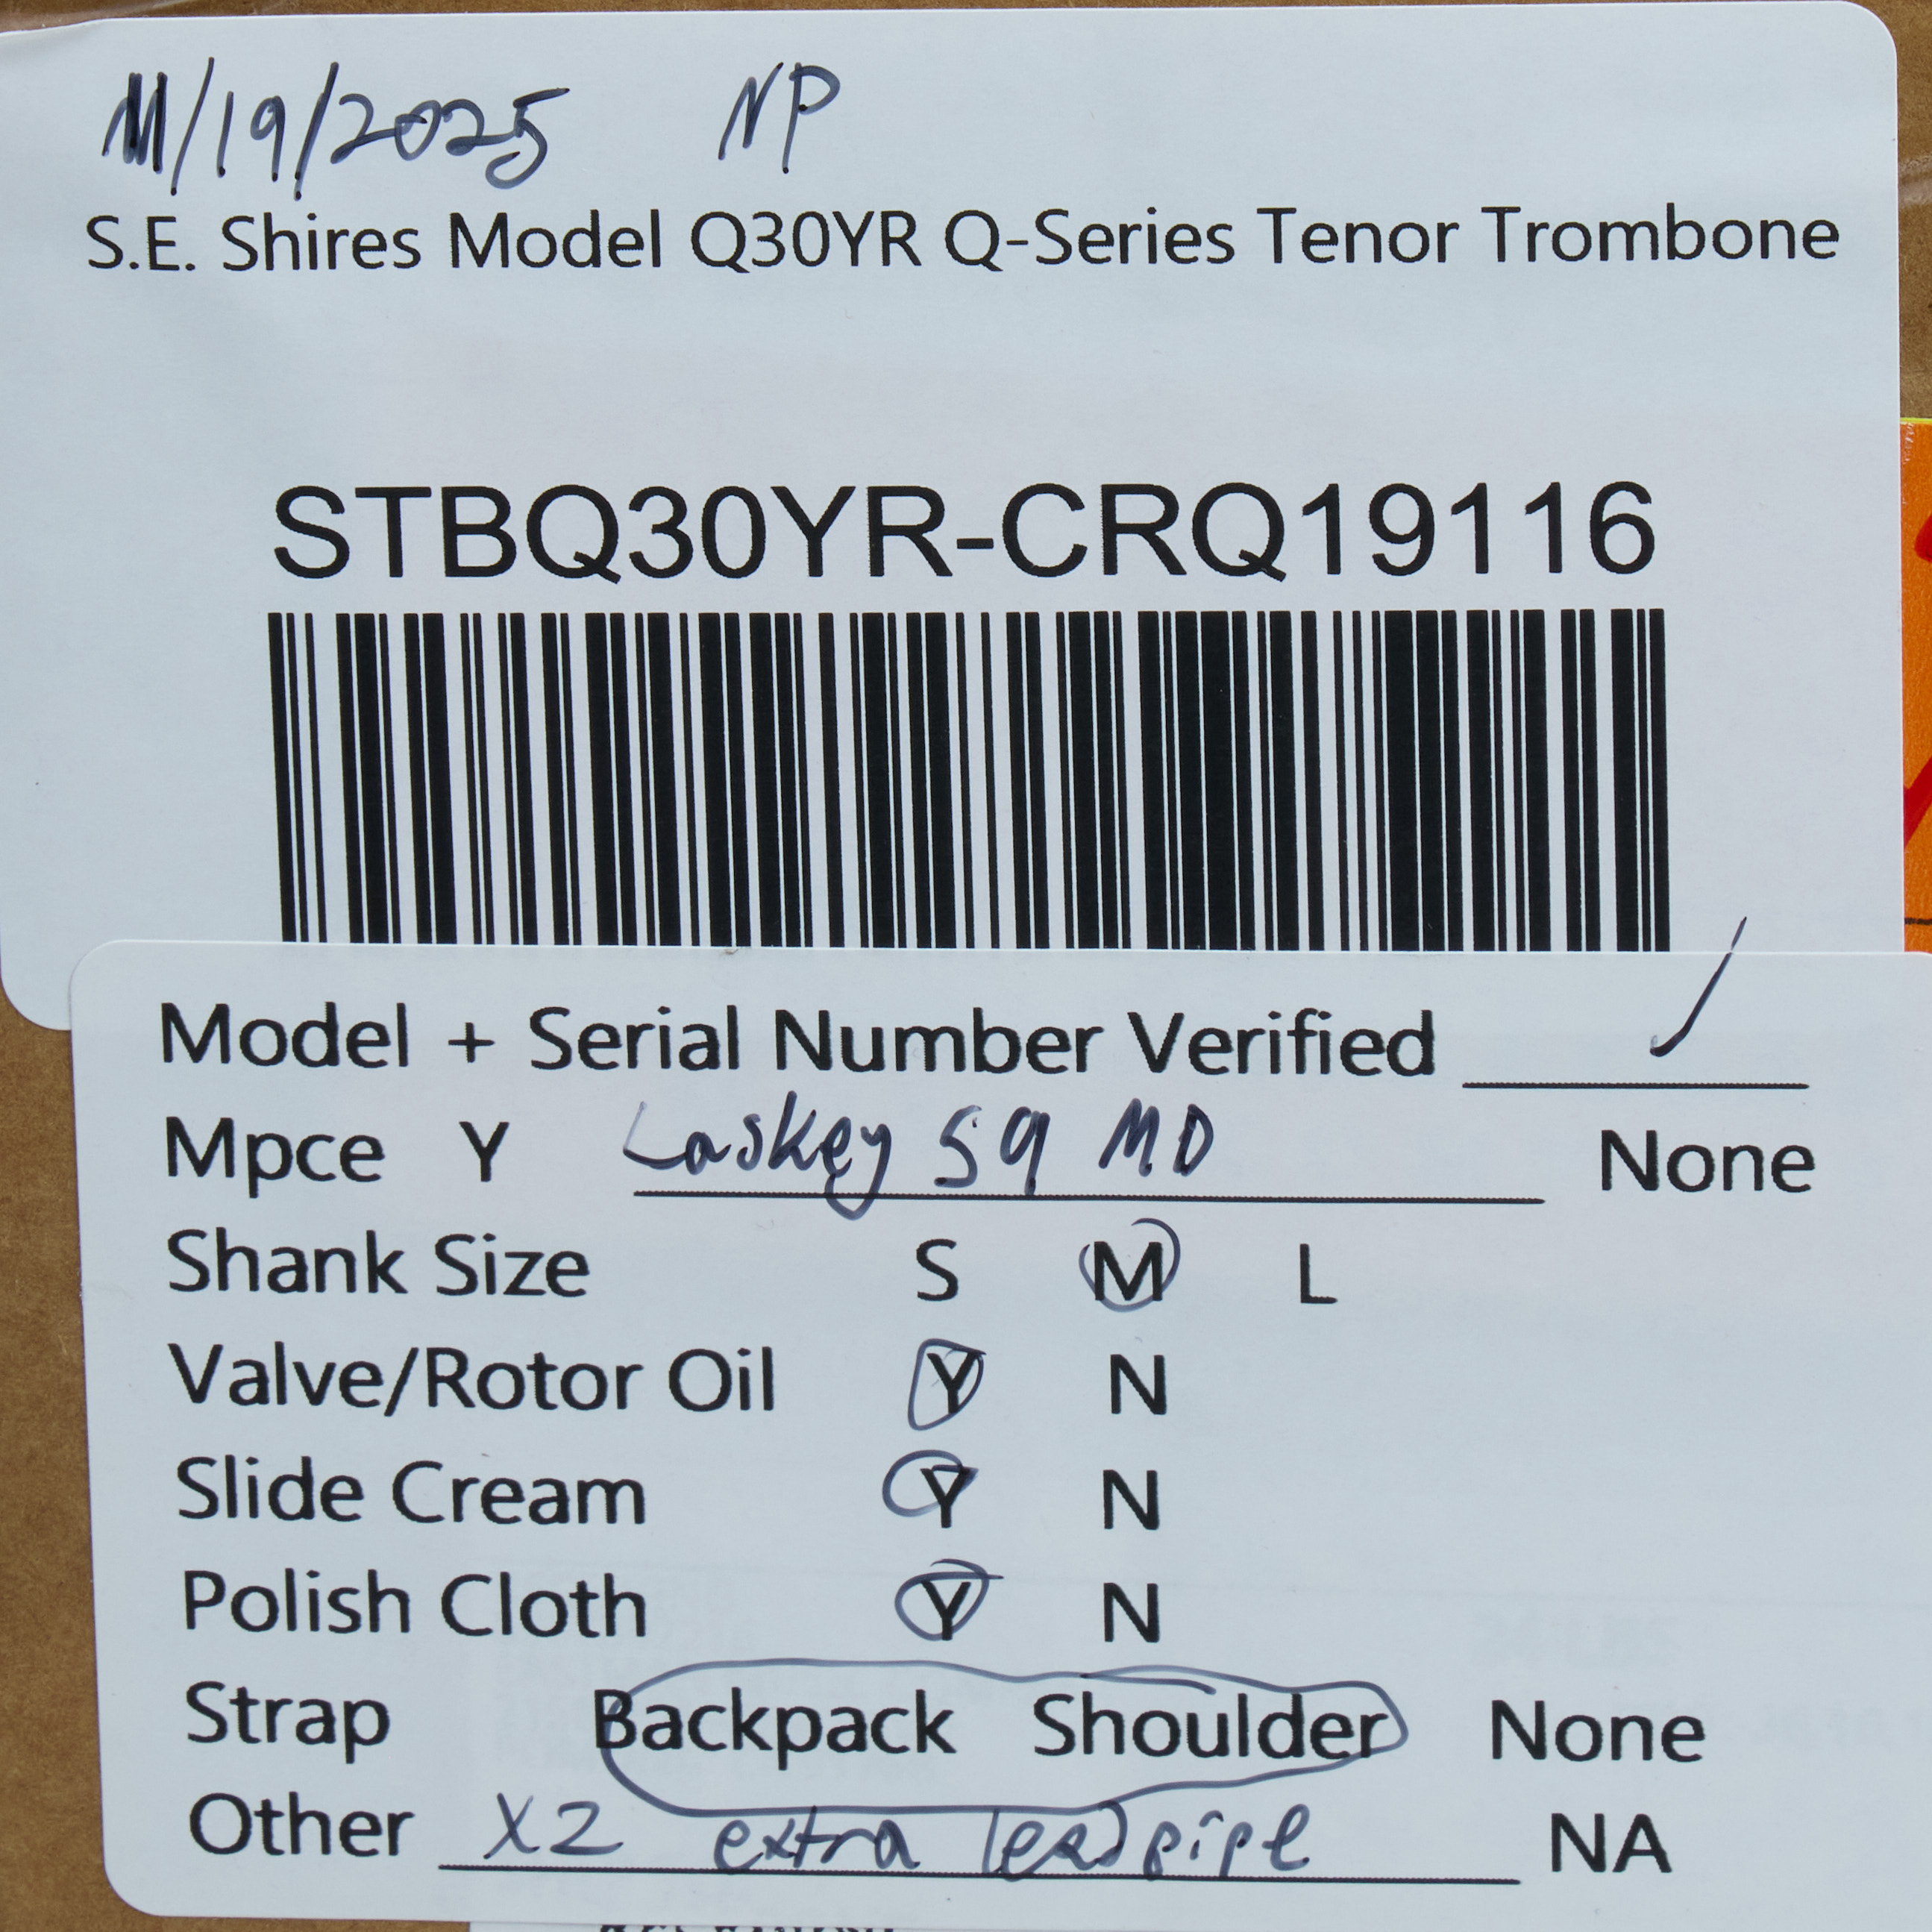 11/19/2025 NP
S.E. Shires Model Q30YR Q-Series Tenor Trombone
STBQ30YR-CRQ19116
Model + Serial Number Verified ✓
Mpce Y Laskey 59 MD None
Shank Size S M L
Valve/Rotor Oil Y N
Slide Cream Y N
Polish Cloth Y N
Strap Backpack Shoulder None
Other X2 extra leadpipe NA